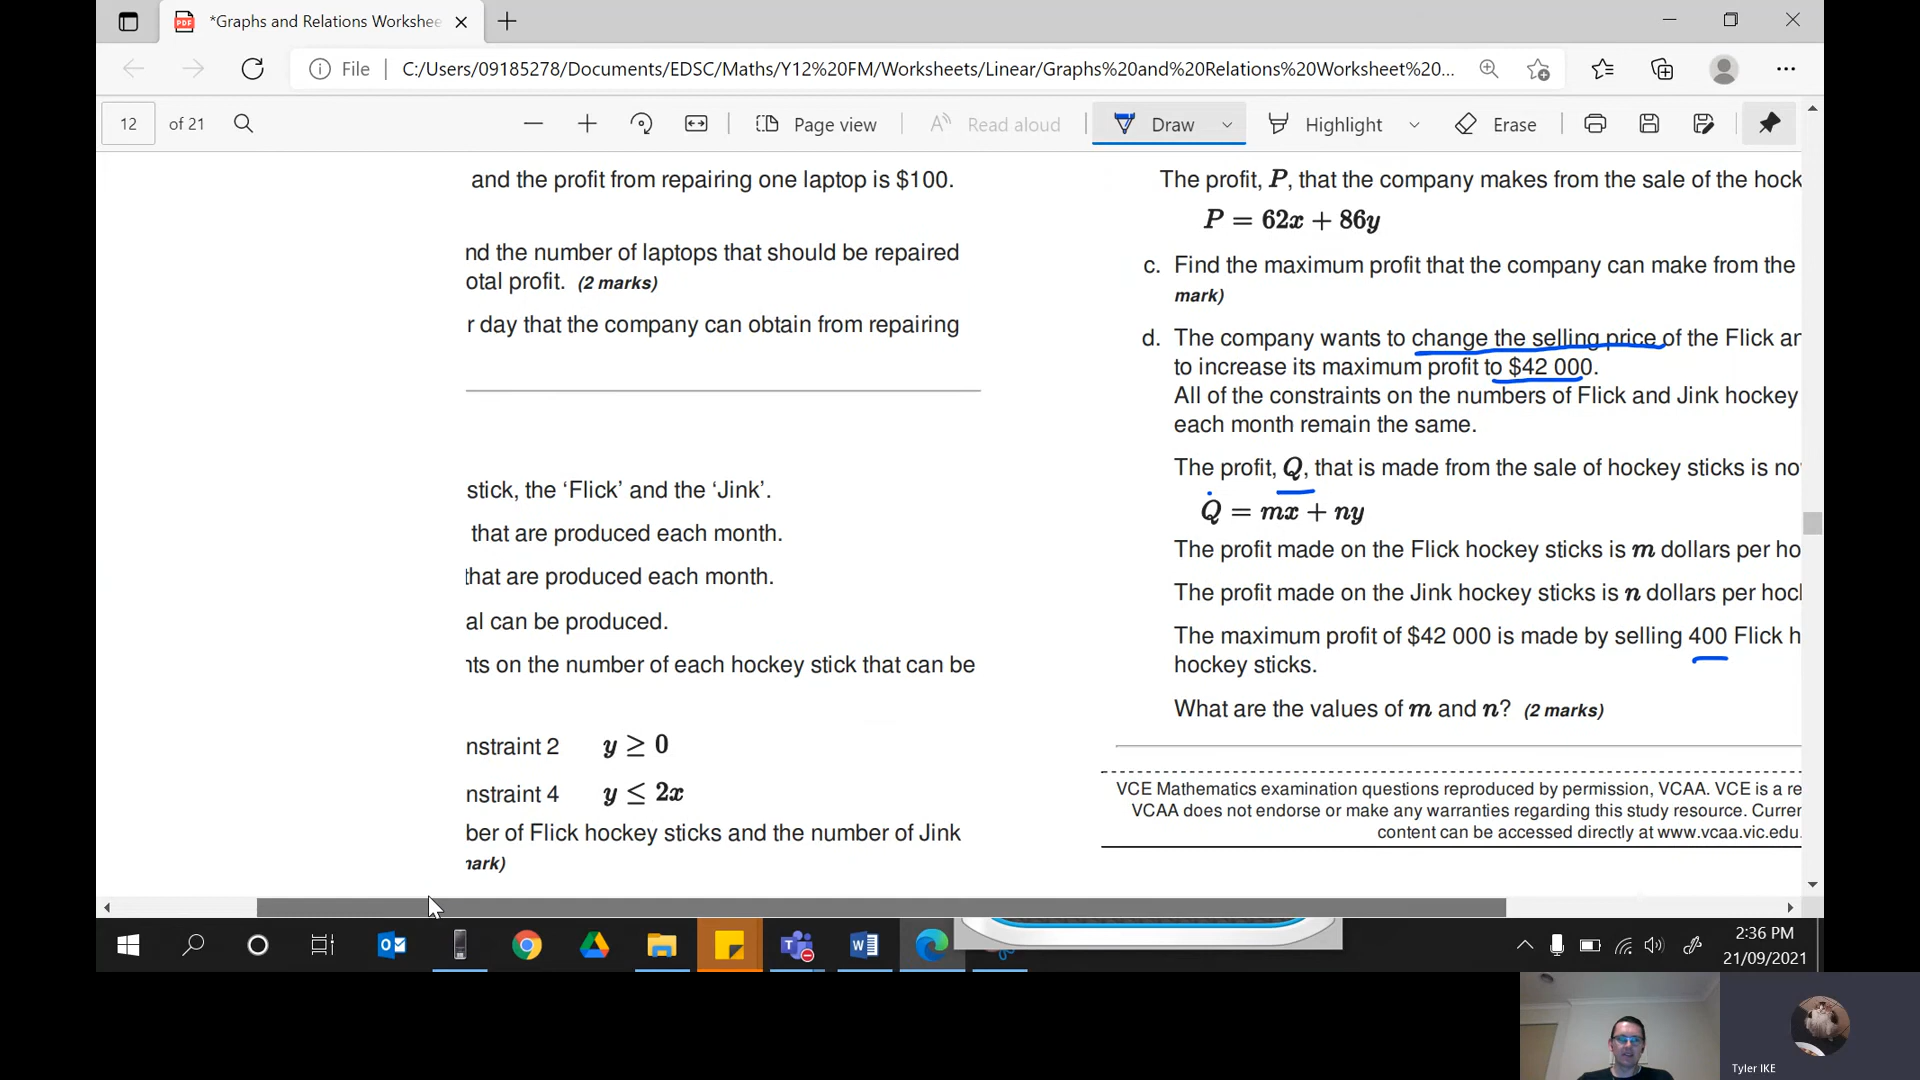 *Graphs and Relations Workshee
File
C:/Users/09185278/Documents/EDSC/Maths/Y12%20FM/Worksheets/Linear/Graphs%20and%20Relations%20Worksheet%20...
12 of 21
Page view
Read aloud
Draw
Highlight
Erase
and the profit from repairing one laptop is $100.
nd the number of laptops that should be repaired
otal profit. (2 marks)
r day that the company can obtain from repairing
stick, the ‘Flick’ and the ‘Jink’.
that are produced each month.
that are produced each month.
al can be produced.
nts on the number of each hockey stick that can be
nstraint 2 y ≥ 0
nstraint 4 y ≤ 2x
ber of Flick hockey sticks and the number of Jink
nark)
The profit, P, that the company makes from the sale of the hock
P = 62x + 86y
c. Find the maximum profit that the company can make from the
mark)
d. The company wants to change the selling price of the Flick an
to increase its maximum profit to $42 000.
All of the constraints on the numbers of Flick and Jink hockey
each month remain the same.
The profit, Q, that is made from the sale of hockey sticks is no
Q = mx + ny
The profit made on the Flick hockey sticks is m dollars per ho
The profit made on the Jink hockey sticks is n dollars per hoc
The maximum profit of $42 000 is made by selling 400 Flick h
hockey sticks.
What are the values of m and n? (2 marks)
VCE Mathematics examination questions reproduced by permission, VCAA. VCE is a re
VCAA does not endorse or make any warranties regarding this study resource. Curren
content can be accessed directly at www.vcaa.vic.edu.
2:36 PM
21/09/2021
Tyler IKE